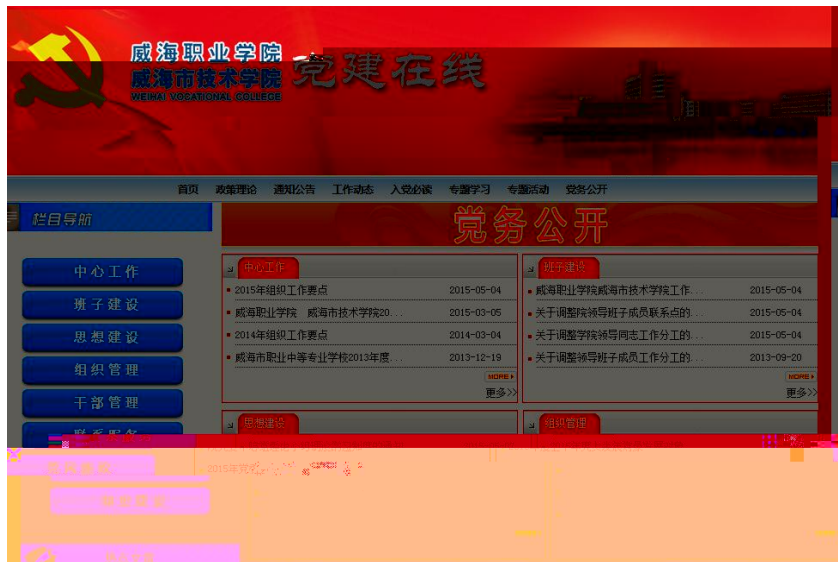 威海职业学院
威海市技术学院
WEIHAI VOCATIONAL COLLEGE
党建在线
首页 政策理论 通知公告 工作动态 入党必读 专题学习 专题活动 党务公开
栏目导航
党务公开
中心工作
班子建设
思想建设
组织管理
干部管理
联系服务
中心工作
2015年组织工作要点 2015-05-04
威海职业学院 威海市技术学院20... 2015-03-05
2014年组织工作要点 2014-03-04
威海市职业中等专业学校2013年度... 2013-12-19
MORE
更多>>
班子建设
威海职业学院威海市技术学院工作... 2015-05-04
关于调整院领导班子成员联系点的... 2015-05-04
关于调整学院领导同志工作分工的... 2015-05-04
关于调整领导班子成员工作分工的... 2013-09-20
MORE
更多>>
思想建设
组织管理
2015年党